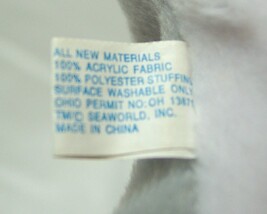 ALL NEW MATERIALS
100% ACRYLIC FABRIC
100% POLYESTER STUFFING
SURFACE WASHABLE ONLY
OHIO PERMIT NO: OH
TM/© SEAWORLD, INC.
MADE IN CHINA